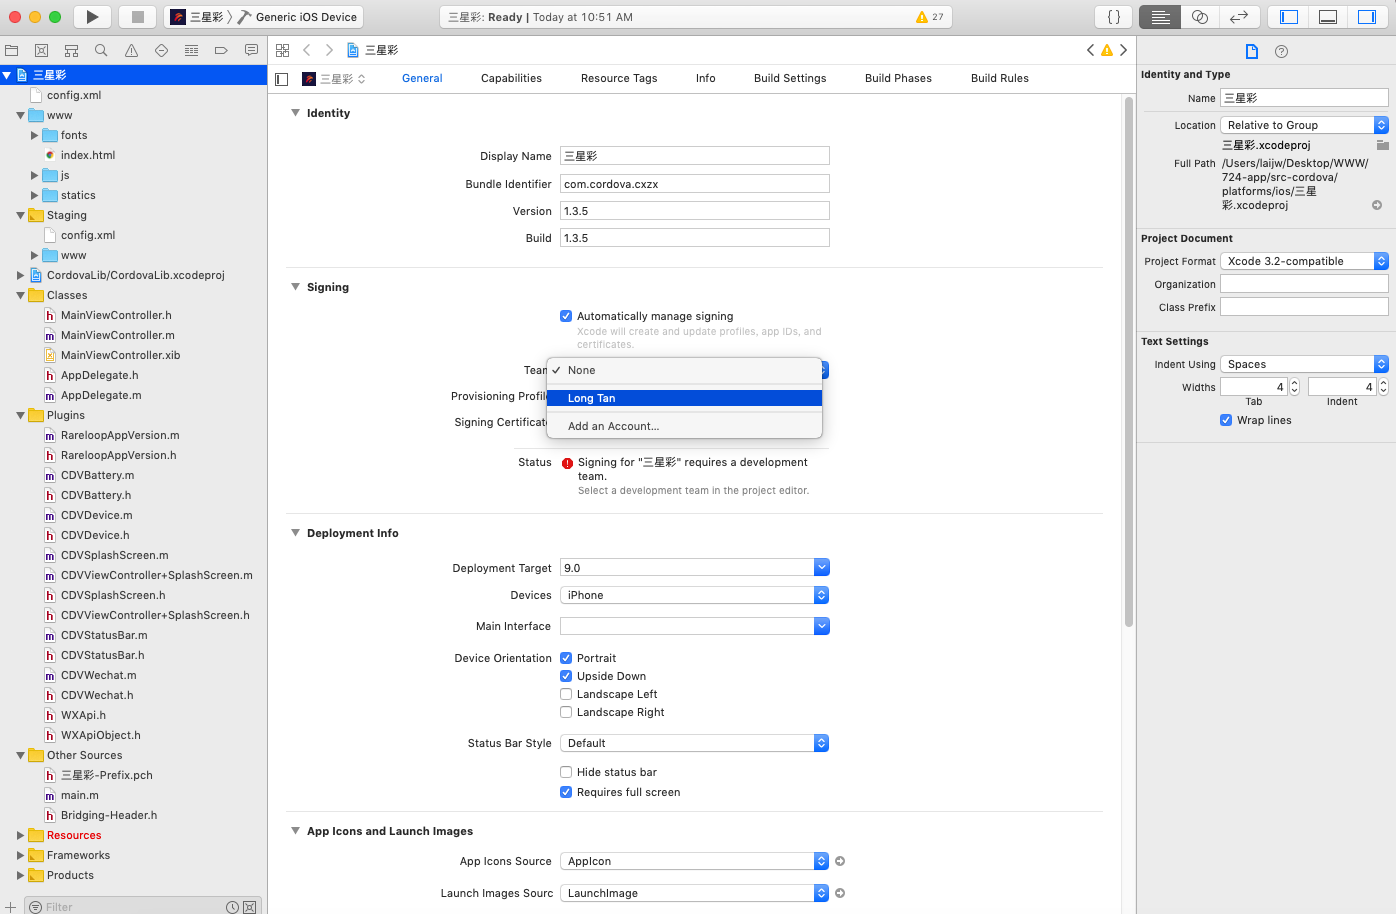 三星彩 〉 Generic iOS Device
三星彩: Ready | Today at 10:51 AM
27
{ }
三星彩
config.xml
www
fonts
index.html
js
statics
Staging
config.xml
www
CordovaLib/CordovaLib.xcodeproj
Classes
MainViewController.h
MainViewController.m
MainViewController.xib
AppDelegate.h
AppDelegate.m
Plugins
RareloopAppVersion.m
RareloopAppVersion.h
CDVBattery.m
CDVBattery.h
CDVDevice.m
CDVDevice.h
CDVSplashScreen.m
CDVViewController+SplashScreen.m
CDVSplashScreen.h
CDVViewController+SplashScreen.h
CDVStatusBar.m
CDVStatusBar.h
CDVWechat.m
CDVWechat.h
WXApi.h
WXApiObject.h
Other Sources
三星彩-Prefix.pch
main.m
Bridging-Header.h
Resources
Frameworks
Products
Filter
三星彩
三星彩 General Capabilities Resource Tags Info Build Settings Build Phases Build Rules
Identity
Display Name 三星彩
Bundle Identifier com.cordova.cxzx
Version 1.3.5
Build 1.3.5
Signing
Automatically manage signing
Xcode will create and update profiles, app IDs, and
certificates.
Team ✓ None
Provisioning Profile
Long Tan
Signing Certificate
Add an Account...
Status Signing for "三星彩" requires a development
team.
Select a development team in the project editor.
Deployment Info
Deployment Target 9.0
Devices iPhone
Main Interface
Device Orientation Portrait
Upside Down
Landscape Left
Landscape Right
Status Bar Style Default
Hide status bar
Requires full screen
App Icons and Launch Images
App Icons Source AppIcon
Launch Images Sourc LaunchImage
Identity and Type
Name 三星彩
Location Relative to Group
三星彩.xcodeproj
Full Path /Users/laijw/Desktop/WWW/
724-app/src-cordova/
platforms/ios/三星
彩.xcodeproj
Project Document
Project Format Xcode 3.2-compatible
Organization
Class Prefix
Text Settings
Indent Using Spaces
Widths 4 4
Tab Indent
Wrap lines